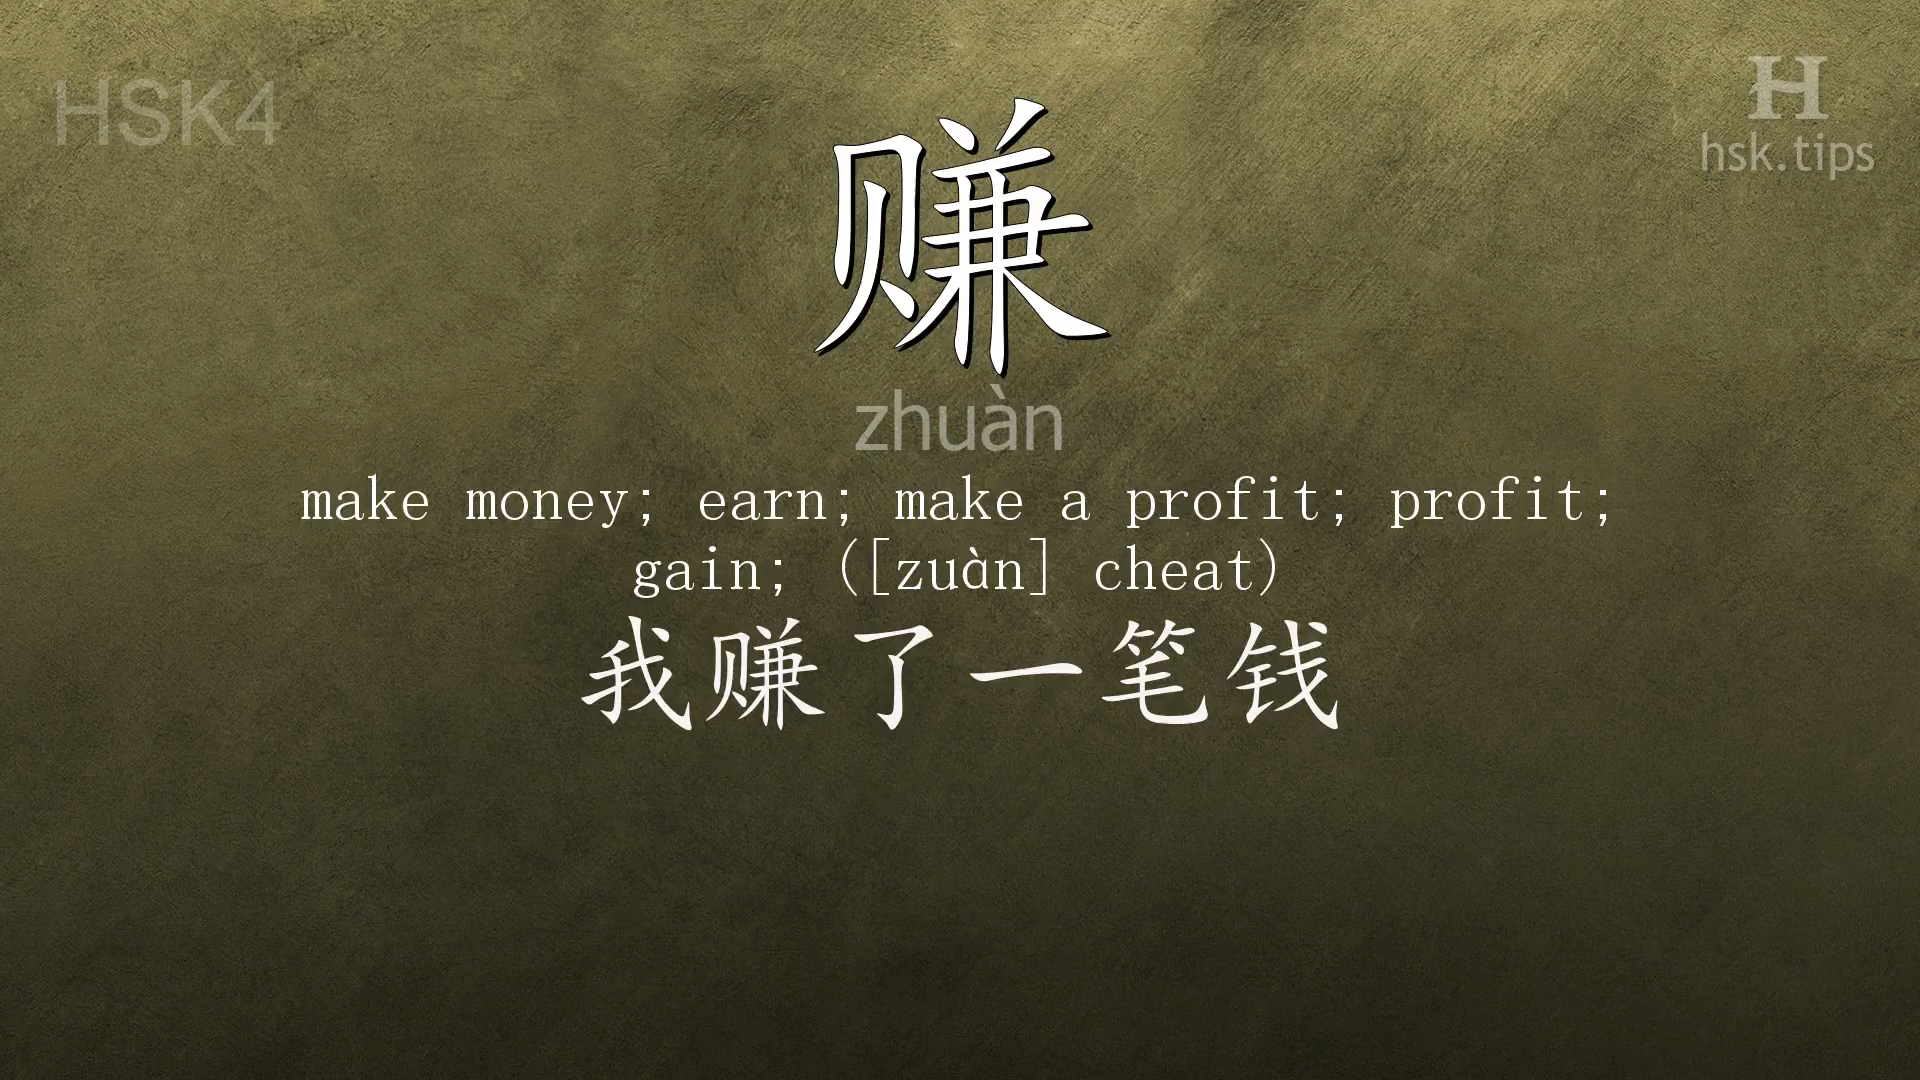 HSK4
H
hsk.tips
赚
zhuàn
make money; earn; make a profit; profit;
gain; ([zuàn] cheat)
我赚了一笔钱